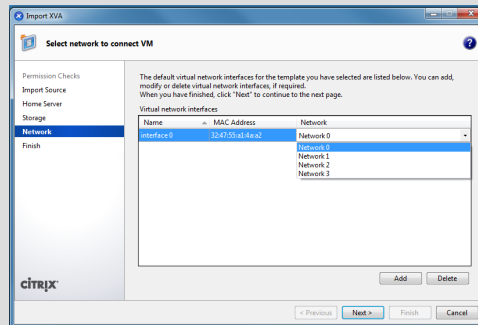 Import XVA
Select network to connect VM
Permission Checks
Import Source
Home Server
Storage
Network
Finish
The default virtual network interfaces for the template you have selected are listed below. You can add,
modify or delete virtual network interfaces, if required.
When you have finished, click "Next" to continue to the next page.
Virtual network interfaces
Name MAC Address Network
interface 0 32:47:55:a1:4a:a2 Network 0
Network 0
Network 1
Network 2
Network 3
Add Delete
CITRIX
< Previous Next > Finish Cancel